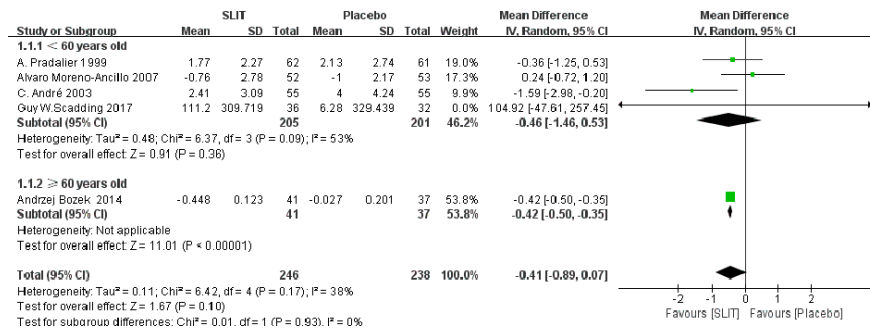 SLIT Placebo Mean Difference Mean Difference
Study or Subgroup Mean SD Total Mean SD Total Weight IV, Random, 95% CI IV, Random, 95% CI
1.1.1 < 60 years old
A. Pradalier 1999 1.77 2.27 62 2.13 2.74 61 19.0% -0.36 [-1.25, 0.53]
Alvaro Moreno-Ancillo 2007 -0.76 2.78 52 -1 2.17 53 17.3% 0.24 [-0.72, 1.20]
C. André 2003 2.41 3.09 55 4 4.24 55 9.9% -1.59 [-2.98, -0.20]
Guy W.Scadding 2017 111.2 309.719 36 6.28 329.439 32 0.0% 104.92 [-47.61, 257.45]
Subtotal (95% CI) 205 201 46.2% -0.46 [-1.46, 0.53]
Heterogeneity: Tau² = 0.48; Chi² = 6.37, df = 3 (P = 0.09); I² = 53%
Test for overall effect: Z = 0.91 (P = 0.36)
1.1.2 ≥ 60 years old
Andrzej Bozek 2014 -0.448 0.123 41 -0.027 0.201 37 53.8% -0.42 [-0.50, -0.35]
Subtotal (95% CI) 41 37 53.8% -0.42 [-0.50, -0.35]
Heterogeneity: Not applicable
Test for overall effect: Z = 11.01 (P < 0.00001)
Total (95% CI) 246 238 100.0% -0.41 [-0.89, 0.07]
Heterogeneity: Tau² = 0.11; Chi² = 6.42, df = 4 (P = 0.17); I² = 38%
Test for overall effect: Z = 1.67 (P = 0.10)
Test for subgroup differences: Chi² = 0.01, df = 1 (P = 0.93), I² = 0%
-2 -1 0 1 2
Favours [SLIT] Favours [Placebo]